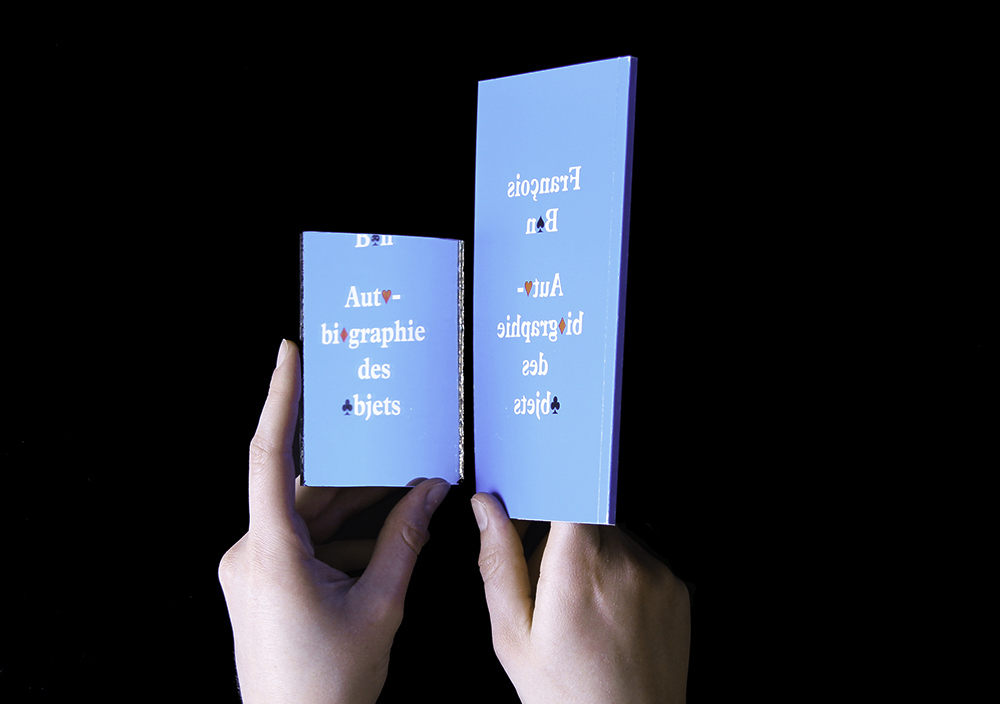 B♠n
Aut♥-
bi♦graphie
des
♣bjets
François
B♠n
Aut♥-
bi♦graphie
des
♣bjets